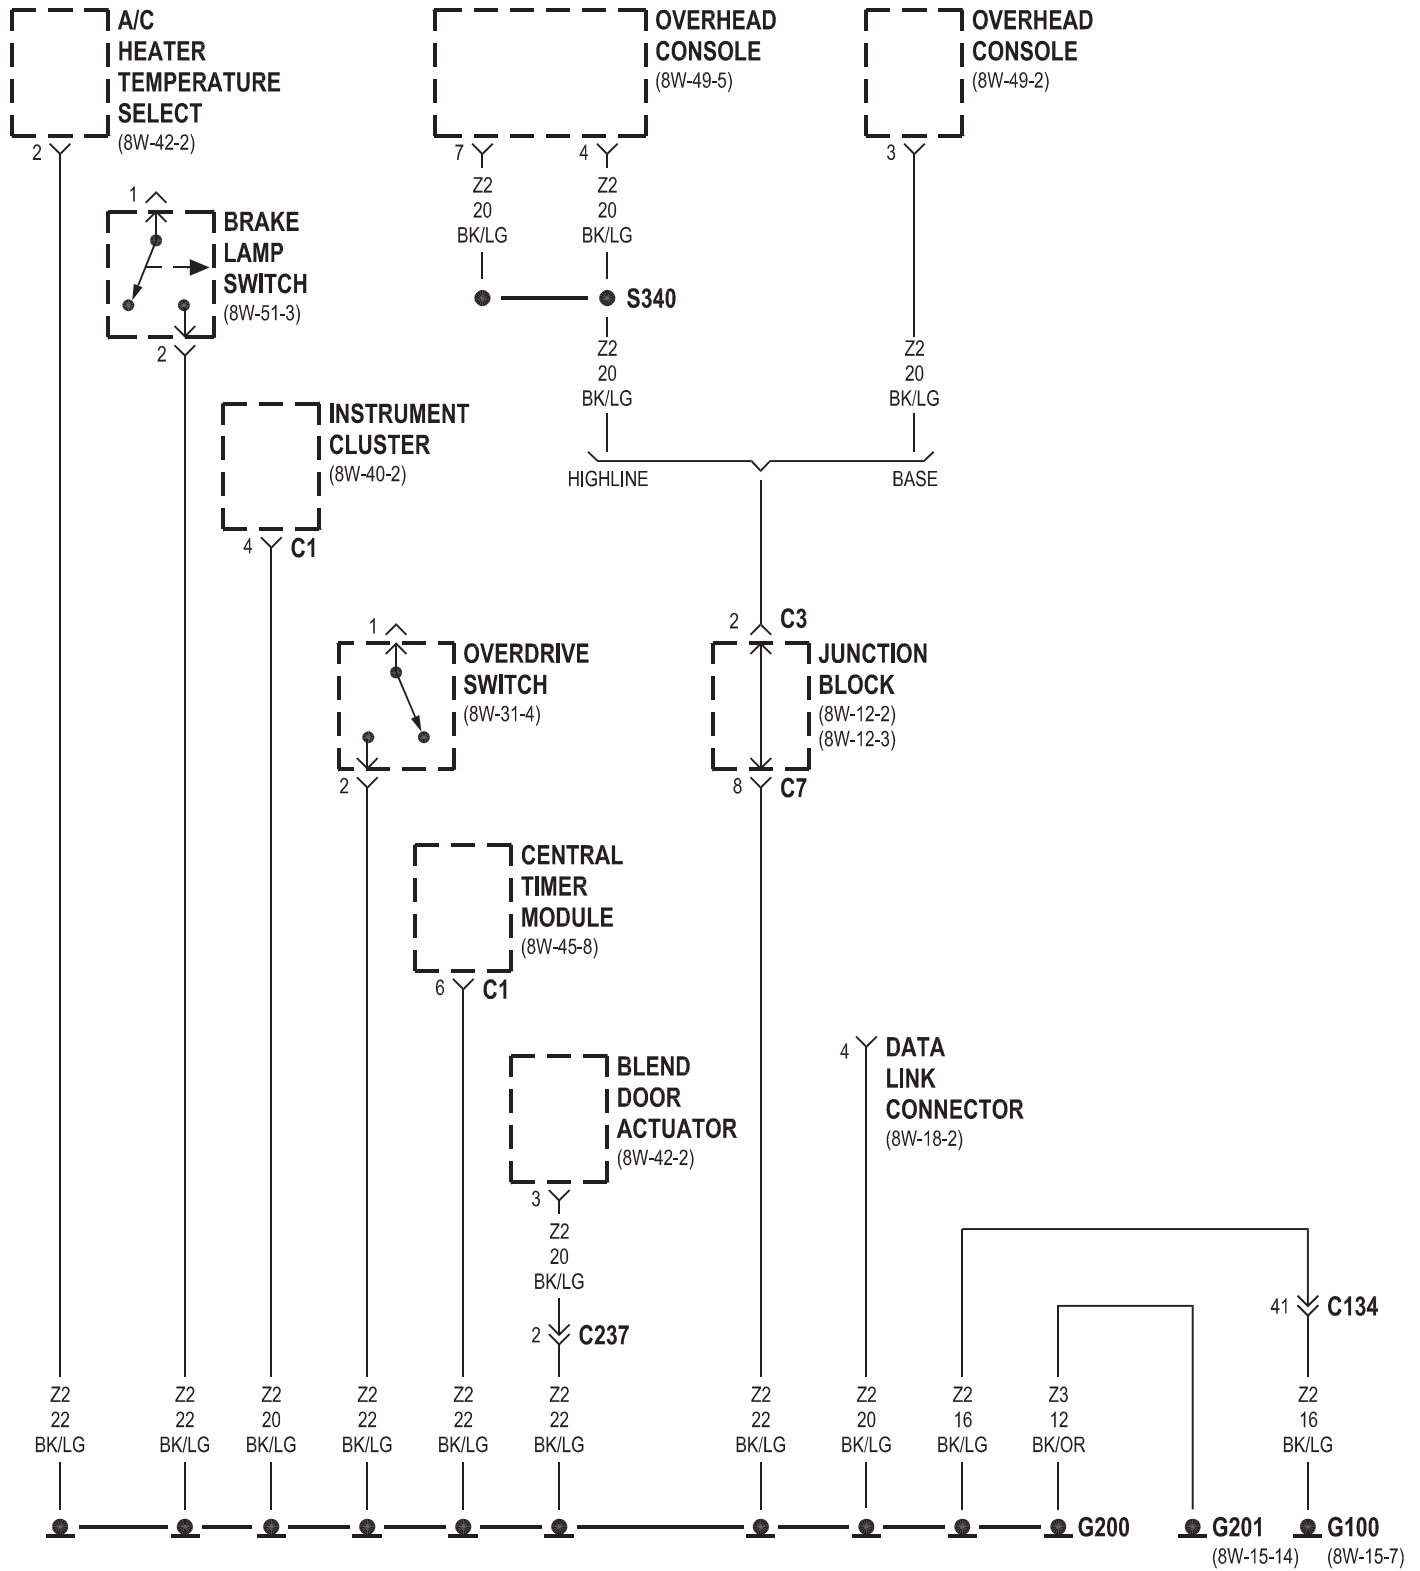 A/C
HEATER
TEMPERATURE
SELECT
(8W-42-2)
2
OVERHEAD
CONSOLE
(8W-49-5)
7
4
OVERHEAD
CONSOLE
(8W-49-2)
3
Z2
20
BK/LG
Z2
20
BK/LG
S340
1
BRAKE
LAMP
SWITCH
(8W-51-3)
2
Z2
20
BK/LG
Z2
20
BK/LG
HIGHLINE
BASE
INSTRUMENT
CLUSTER
(8W-40-2)
4
C1
1
OVERDRIVE
SWITCH
(8W-31-4)
2
2
C3
JUNCTION
BLOCK
(8W-12-2)
(8W-12-3)
8
C7
CENTRAL
TIMER
MODULE
(8W-45-8)
6
C1
BLEND
DOOR
ACTUATOR
(8W-42-2)
3
Z2
20
BK/LG
2
C237
4
DATA
LINK
CONNECTOR
(8W-18-2)
41
C134
Z2
22
BK/LG
Z2
22
BK/LG
Z2
20
BK/LG
Z2
22
BK/LG
Z2
22
BK/LG
Z2
22
BK/LG
Z2
22
BK/LG
Z2
20
BK/LG
Z2
16
BK/LG
Z3
12
BK/OR
Z2
16
BK/LG
G200
G201
(8W-15-14)
G100
(8W-15-7)